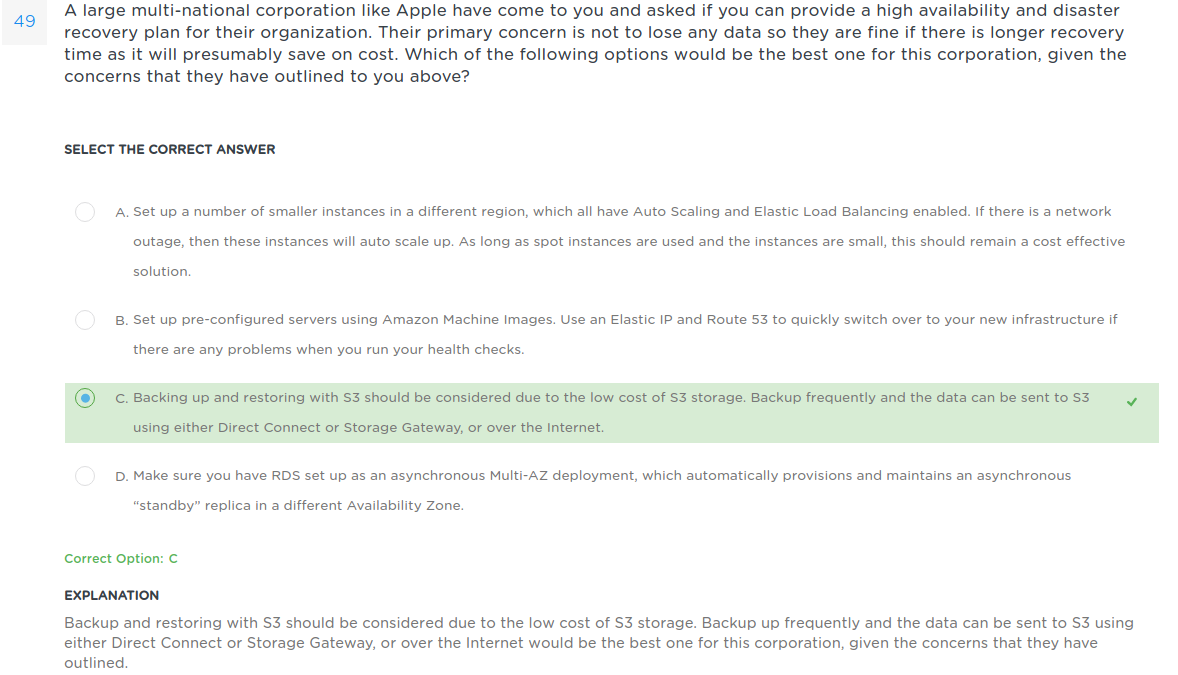 49
A large multi-national corporation like Apple have come to you and asked if you can provide a high availability and disaster
recovery plan for their organization. Their primary concern is not to lose any data so they are fine if there is longer recovery
time as it will presumably save on cost. Which of the following options would be the best one for this corporation, given the
concerns that they have outlined to you above?
SELECT THE CORRECT ANSWER
A. Set up a number of smaller instances in a different region, which all have Auto Scaling and Elastic Load Balancing enabled. If there is a network
outage, then these instances will auto scale up. As long as spot instances are used and the instances are small, this should remain a cost effective
solution.
B. Set up pre-configured servers using Amazon Machine Images. Use an Elastic IP and Route 53 to quickly switch over to your new infrastructure if
there are any problems when you run your health checks.
C. Backing up and restoring with S3 should be considered due to the low cost of S3 storage. Backup frequently and the data can be sent to S3
using either Direct Connect or Storage Gateway, or over the Internet.
D. Make sure you have RDS set up as an asynchronous Multi-AZ deployment, which automatically provisions and maintains an asynchronous
“standby” replica in a different Availability Zone.
Correct Option: C
EXPLANATION
Backup and restoring with S3 should be considered due to the low cost of S3 storage. Backup up frequently and the data can be sent to S3 using
either Direct Connect or Storage Gateway, or over the Internet would be the best one for this corporation, given the concerns that they have
outlined.